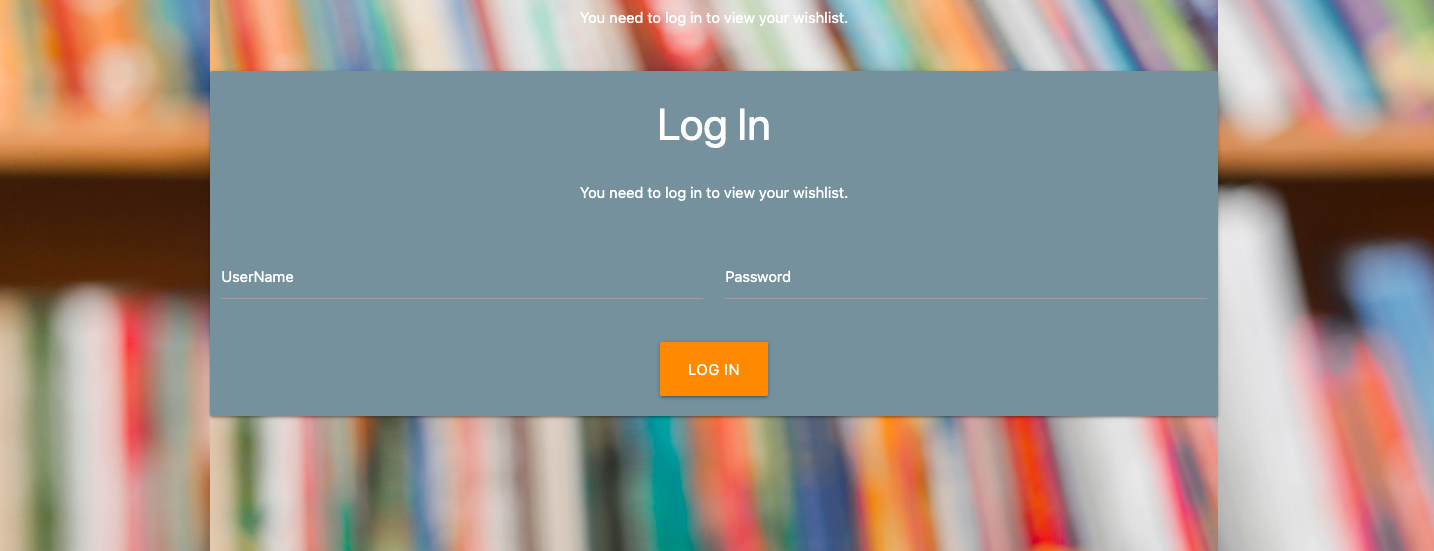 You need to log in to view your wishlist.
Log In
You need to log in to view your wishlist.
UserName
Password
LOG IN